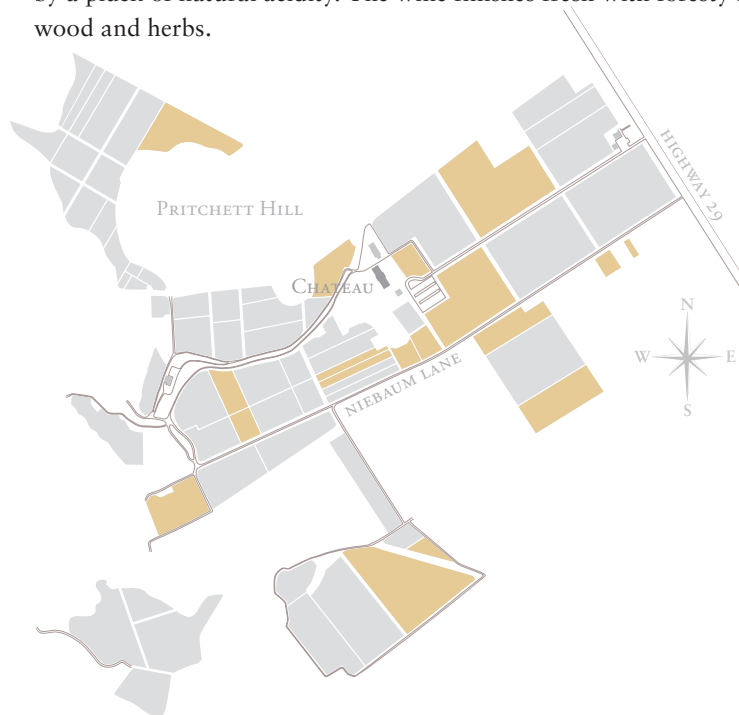 wood and herbs.
HIGHWAY 29
PRITCHETT HILL
CHATEAU
N
W E
S
NIEBAUM LANE